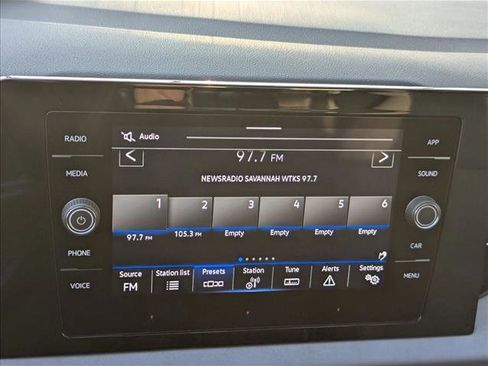 RADIO
MEDIA
PHONE
VOICE
Audio
97.7 FM
NEWSRADIO SAVANNAH WTKS 97.7
1 2 3 4 5 6
97.7 FM 105.3 FM Empty Empty Empty Empty
Source Station list Presets Station Tune Alerts Settings
FM
APP
SOUND
CAR
MENU